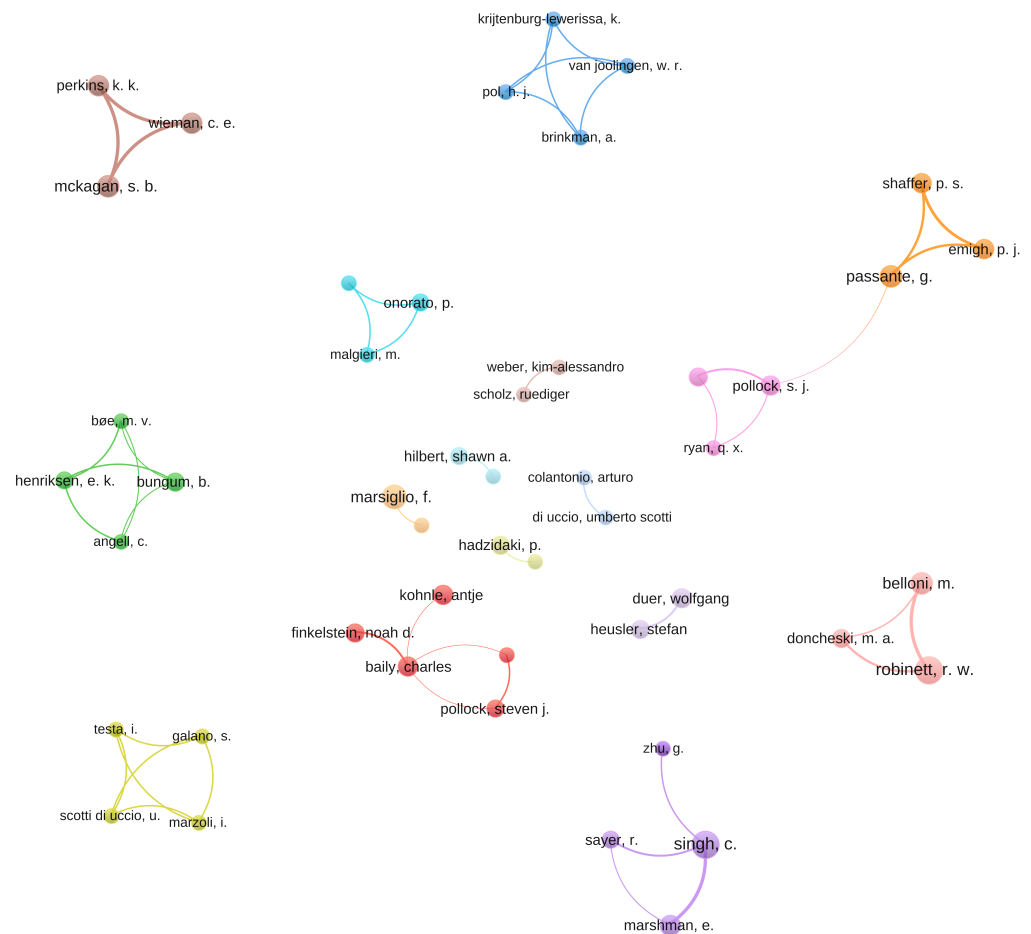 krijtenburg-lewerissa, k.
van joolingen, w. r.
perkins, k. k.
pol, h. j.
wieman, c. e.
brinkman, a.
mckagan, s. b.
shaffer, p. s.
emigh, p. j.
passante, g.
onorato, p.
malgieri, m.
weber, kim-alessandro
pollock, s. j.
scholz, ruediger
bøe, m. v.
ryan, q. x.
hilbert, shawn a.
henriksen, e. k.
bungum, b.
colantonio, arturo
marsiglio, f.
di uccio, umberto scotti
angell, c.
hadzidaki, p.
belloni, m.
kohnle, antje
duer, wolfgang
finkelstein, noah d.
heusler, stefan
doncheski, m. a.
baily, charles
robinett, r. w.
pollock, steven j.
testa, i.
galano, s.
zhu, g.
scotti di uccio, u.
marzoli, i.
sayer, r.
singh, c.
marshman, e.